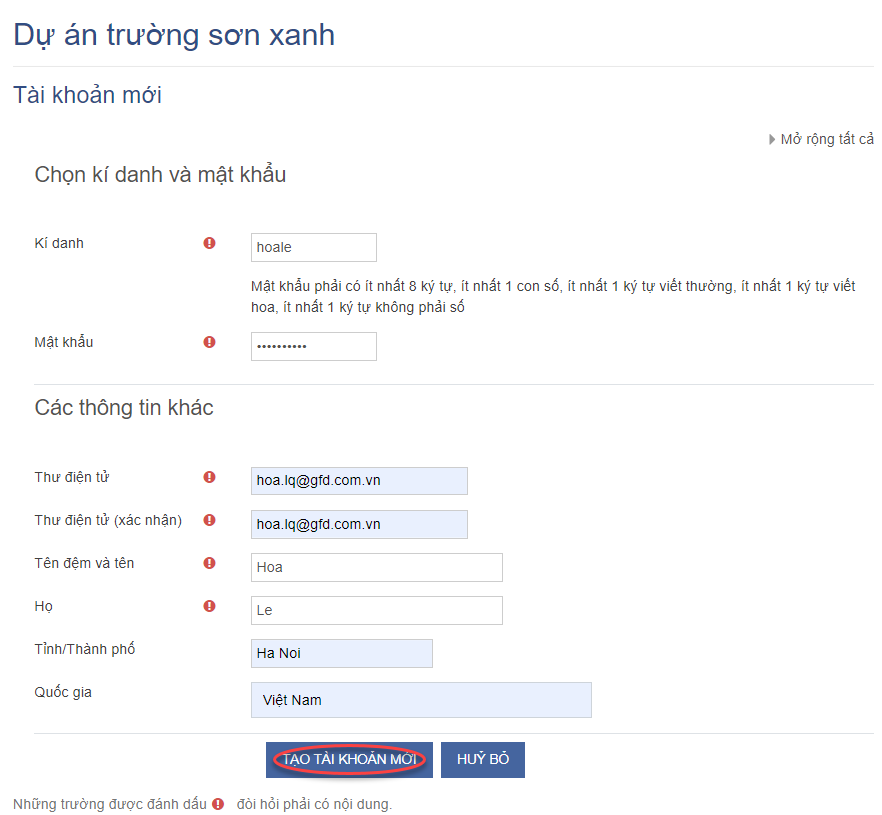 Dự án trường sơn xanh
Tài khoản mới
Mở rộng tất cả
Chọn kí danh và mật khẩu
Kí danh
hoale
Mật khẩu phải có ít nhất 8 ký tự, ít nhất 1 con số, ít nhất 1 ký tự viết thường, ít nhất 1 ký tự viết
hoa, ít nhất 1 ký tự không phải số
Mật khẩu
••••••••••
Các thông tin khác
Thư điện tử
hoa.lq@gfd.com.vn
Thư điện tử (xác nhận)
hoa.lq@gfd.com.vn
Tên đệm và tên
Hoa
Họ
Le
Tỉnh/Thành phố
Ha Noi
Quốc gia
Việt Nam
TẠO TÀI KHOẢN MỚI HUỶ BỎ
Những trường được đánh dấu đòi hỏi phải có nội dung.